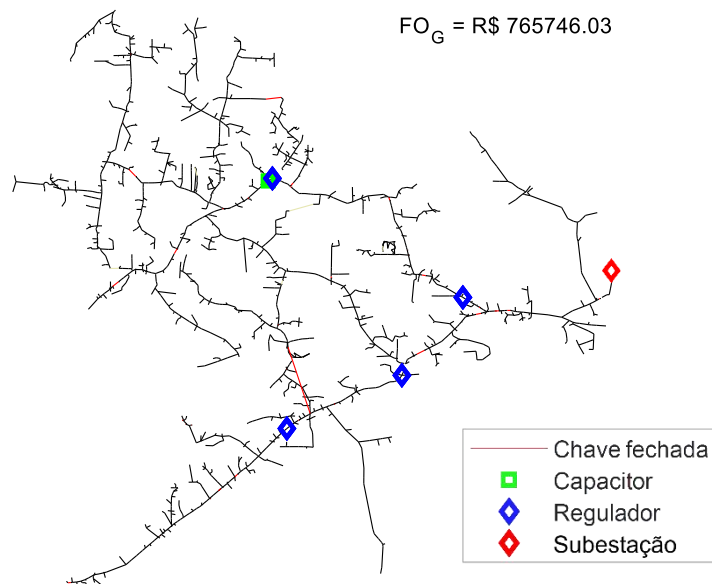 FO_G = R$ 765746.03
Chave fechada
Capacitor
Regulador
Subestação